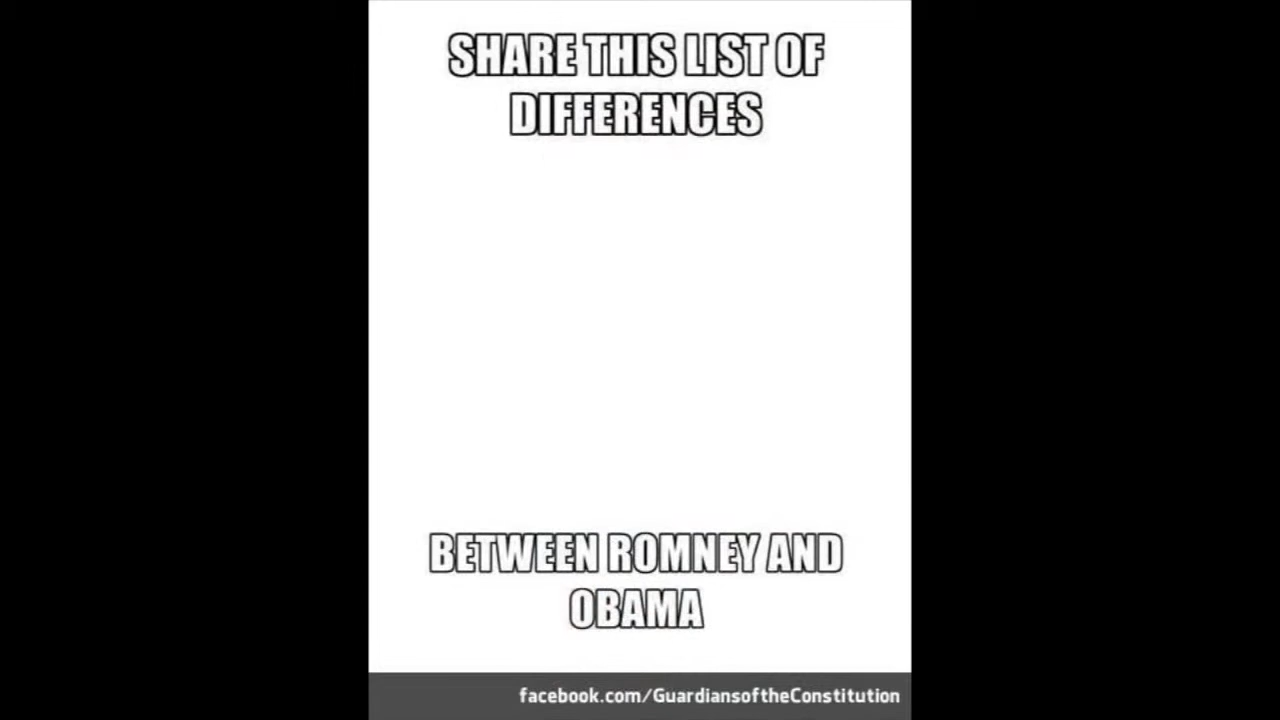 SHARE THIS LIST OF
DIFFERENCES
BETWEEN ROMNEY AND
OBAMA
facebook.com/GuardiansoftheConstitution